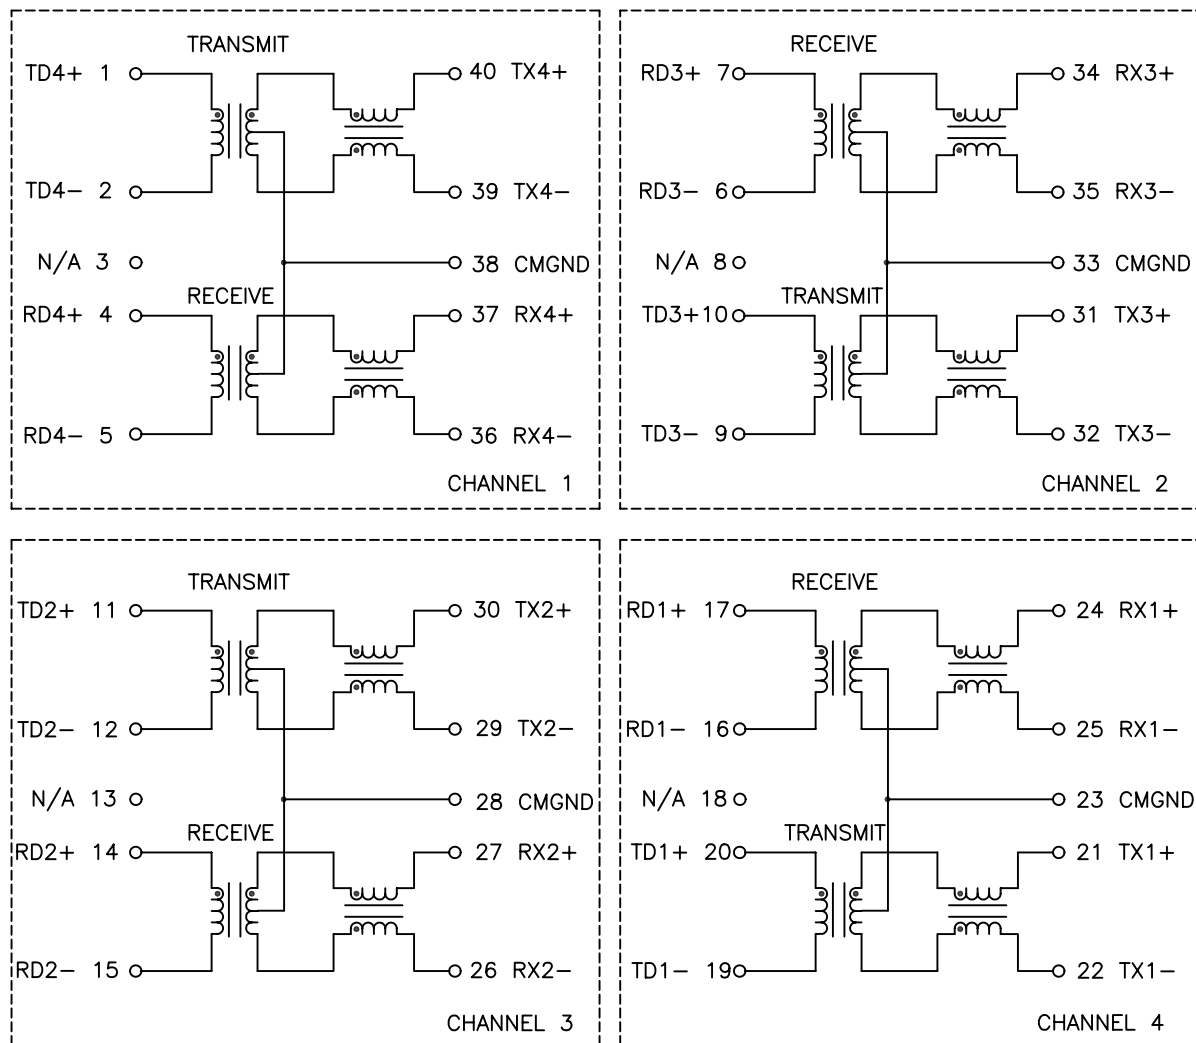 TRANSMIT
TD4+ 1
40 TX4+
TD4- 2
39 TX4-
N/A 3
38 CMGND
RECEIVE
RD4+ 4
37 RX4+
RD4- 5
36 RX4-
CHANNEL 1
RECEIVE
RD3+ 7
34 RX3+
RD3- 6
35 RX3-
N/A 8
33 CMGND
TRANSMIT
TD3+ 10
31 TX3+
TD3- 9
32 TX3-
CHANNEL 2
TRANSMIT
TD2+ 11
30 TX2+
TD2- 12
29 TX2-
N/A 13
28 CMGND
RECEIVE
RD2+ 14
27 RX2+
RD2- 15
26 RX2-
CHANNEL 3
RECEIVE
RD1+ 17
24 RX1+
RD1- 16
25 RX1-
N/A 18
23 CMGND
TRANSMIT
TD1+ 20
21 TX1+
TD1- 19
22 TX1-
CHANNEL 4